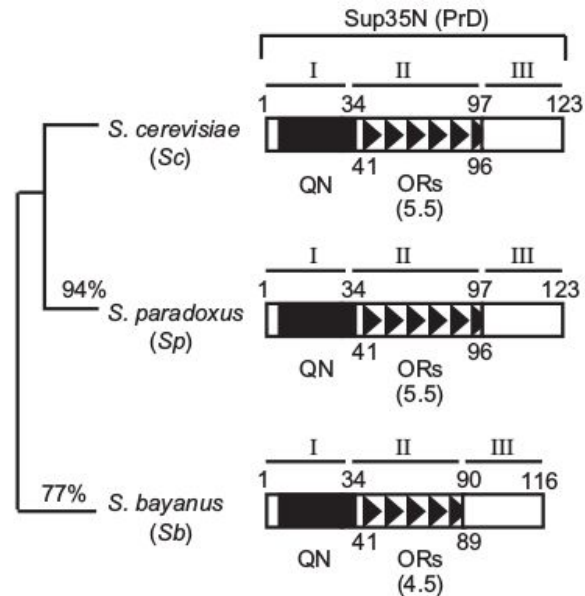 Sup35N (PrD)
I II III
1 34 97 123
S. cerevisiae
(Sc)
41 96
QN ORs
(5.5)
I II III
94%
1 34 97 123
S. paradoxus
(Sp)
41 96
QN ORs
(5.5)
I II III
77%
1 34 90 116
S. bayanus
(Sb)
41 89
QN ORs
(4.5)